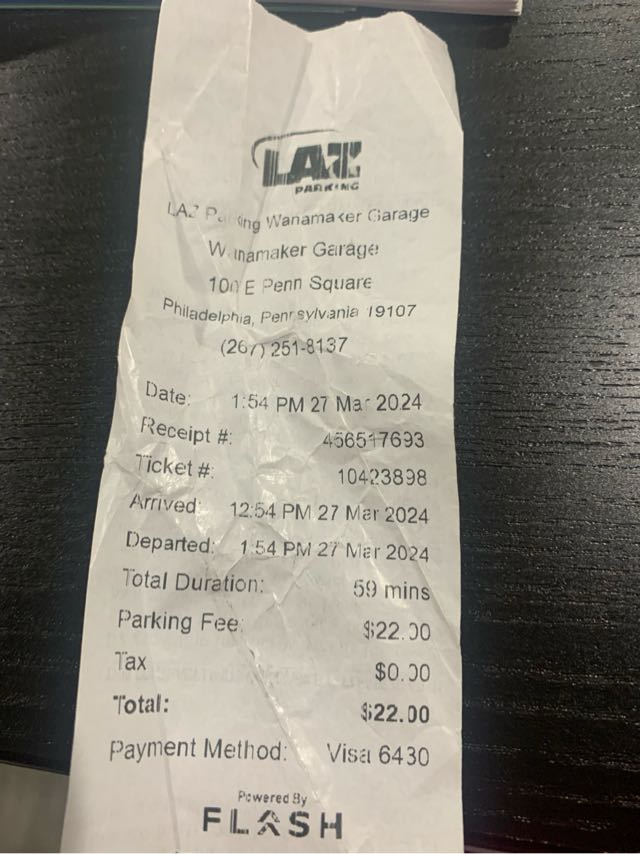 LAZ
PARKING
LAZ Parking Wanamaker Garage
Wanamaker Garage
100 E Penn Square
Philadelphia, Pennsylvania 19107
(267) 251-8137
Date: 1:54 PM 27 Mar 2024
Receipt #: 456517693
Ticket #: 10423898
Arrived: 12:54 PM 27 Mar 2024
Departed: 1:54 PM 27 Mar 2024
Total Duration: 59 mins
Parking Fee: $22.00
Tax $0.00
Total: $22.00
Payment Method: Visa 6430
Powered By
FLASH